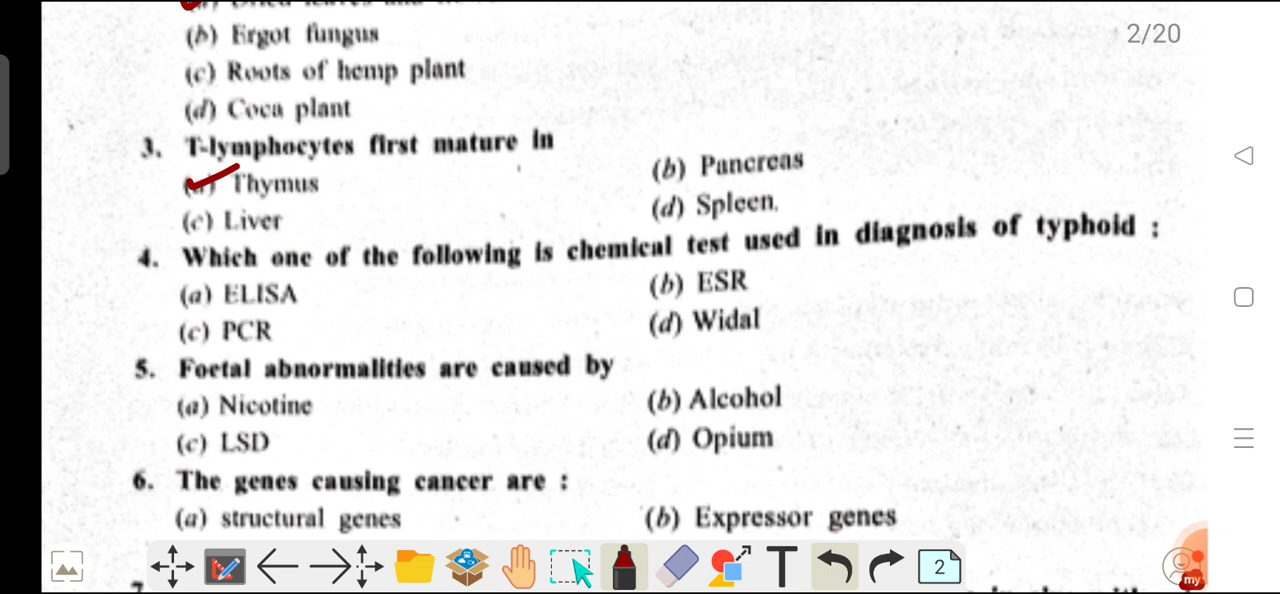 (b) Ergot fungus
2/20
(c) Roots of hemp plant
(d) Coca plant
3. T-lymphocytes first mature in
(a) Thymus
(b) Pancreas
(c) Liver
(d) Spleen.
4. Which one of the following is chemical test used in diagnosis of typhoid :
(a) ELISA
(b) ESR
(c) PCR
(d) Widal
5. Foetal abnormalities are caused by
(a) Nicotine
(b) Alcohol
(c) LSD
(d) Opium
6. The genes causing cancer are :
(a) structural genes
(b) Expressor genes
T
2
my